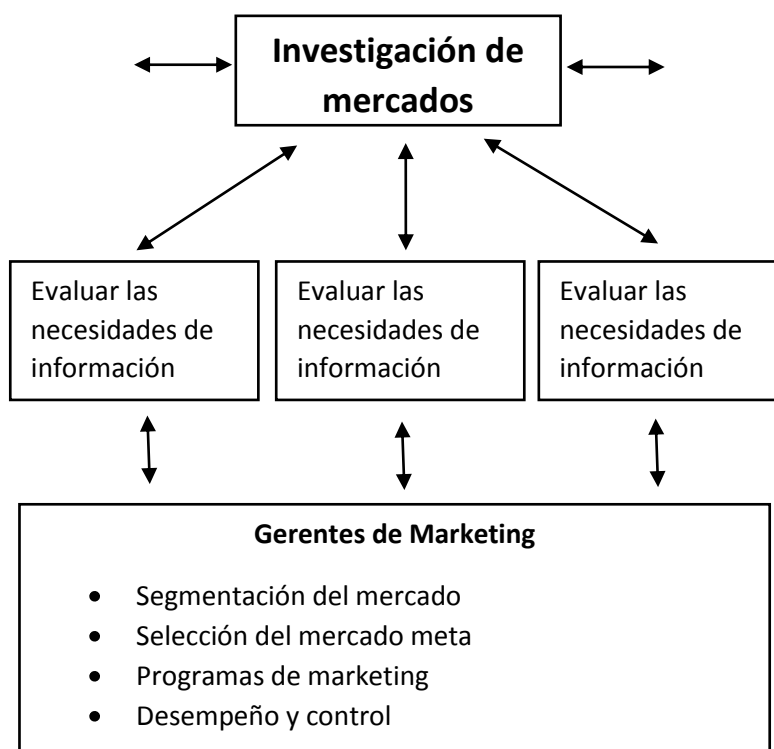 Investigación de
mercados
Evaluar las
necesidades de
información
Evaluar las
necesidades de
información
Evaluar las
necesidades de
información
Gerentes de Marketing
• Segmentación del mercado
• Selección del mercado meta
• Programas de marketing
• Desempeño y control